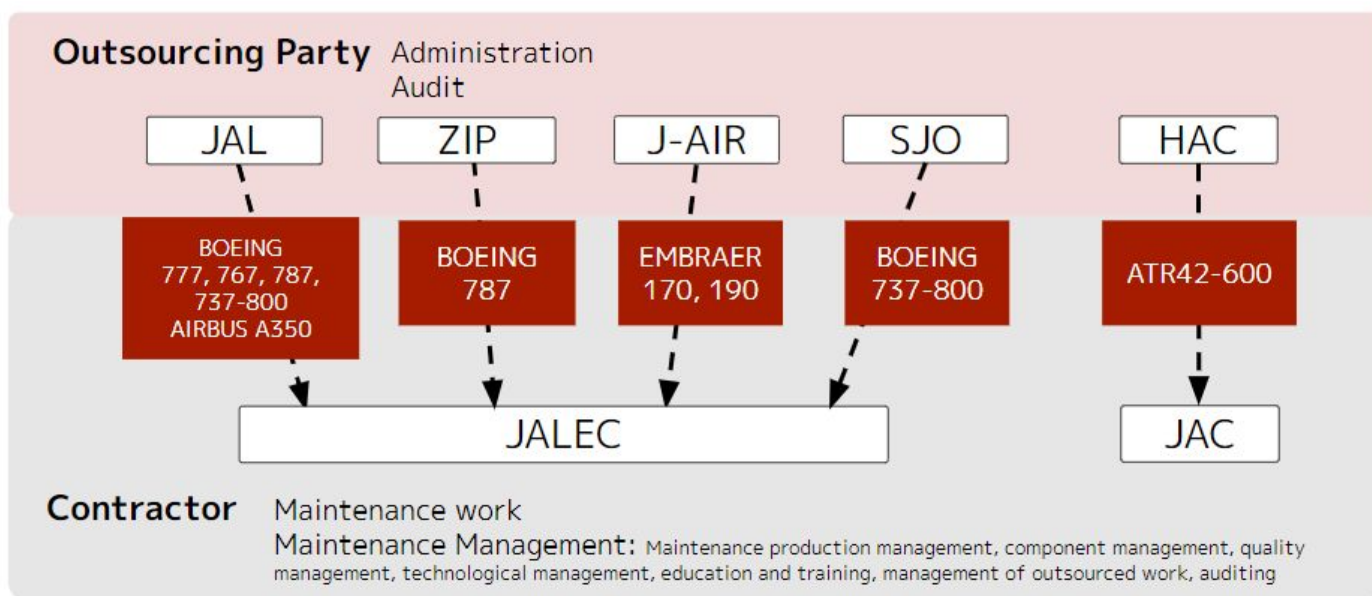 Outsourcing Party
Administration
Audit
JAL
ZIP
J-AIR
SJO
HAC
BOEING
777, 767, 787,
737-800
AIRBUS A350
BOEING
787
EMBRAER
170, 190
BOEING
737-800
ATR42-600
JALEC
JAC
Contractor
Maintenance work
Maintenance Management: Maintenance production management, component management, quality
management, technological management, education and training, management of outsourced work, auditing